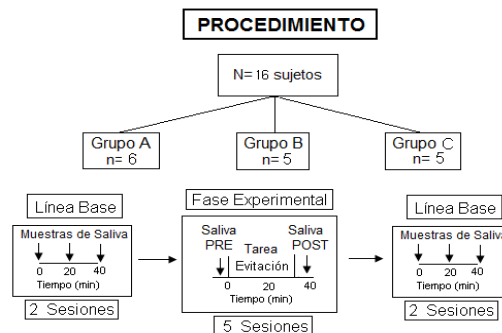 PROCEDIMIENTO
N= 16 sujetos
Grupo A
n= 6
Grupo B
n= 5
Grupo C
n= 5
Línea Base
Muestras de Saliva
0 20 40
Tiempo (min)
2 Sesiones
Fase Experimental
Saliva
PRE
Tarea
Evitación
Saliva
POST
0 20 40
Tiempo (min)
5 Sesiones
Línea Base
Muestras de Saliva
0 20 40
Tiempo (min)
2 Sesiones